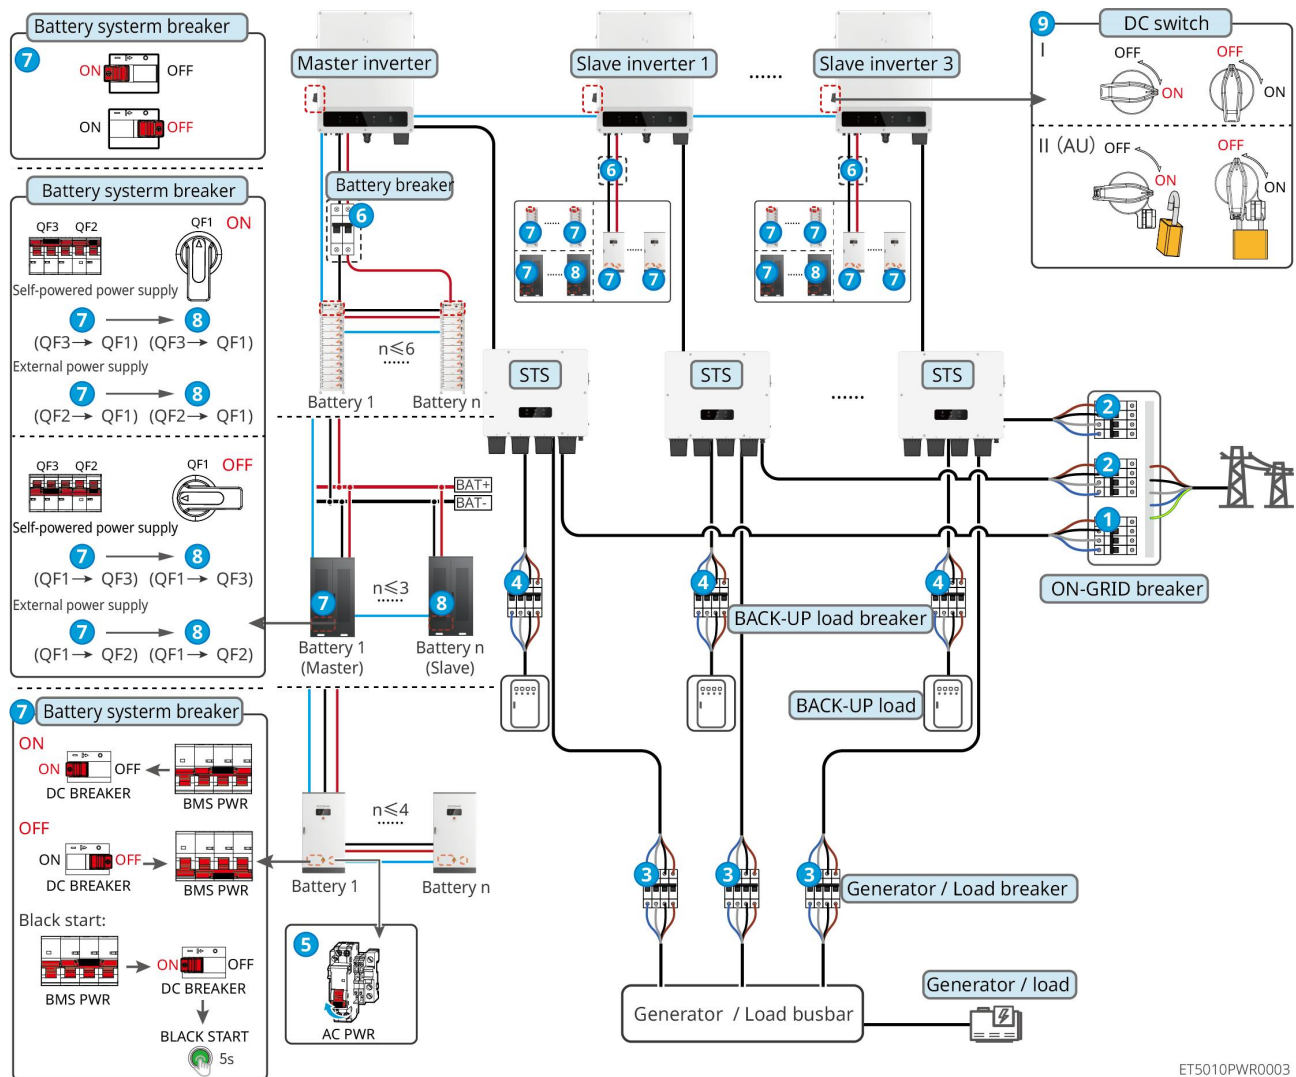 Battery systerm breaker
7
ON
OFF
ON
OFF
Battery systerm breaker
QF3
QF2
QF1
ON
Self-powered power supply
7
8
(QF3→ QF1)
(QF3→ QF1)
External power supply
7
8
(QF2→ QF1)
(QF2→ QF1)
QF3
QF2
QF1
OFF
Self-powered power supply
7
8
(QF1→ QF3)
(QF1→ QF3)
External power supply
7
8
(QF1→ QF2)
(QF1→ QF2)
7
Battery systerm breaker
ON
ON
OFF
DC BREAKER
BMS PWR
OFF
ON
OFF
DC BREAKER
BMS PWR
Black start:
BMS PWR
ON
OFF
DC BREAKER
BLACK START
5s
Master inverter
Slave inverter 1
......
Slave inverter 3
Battery breaker
6
6
6
7
7
7
8
7
7
7
7
7
8
7
7
n≤6
......
Battery 1
Battery n
STS
STS
STS
......
BAT+
BAT-
n≤3
......
7
8
Battery 1
(Master)
Battery n
(Slave)
n≤4
......
Battery 1
Battery n
5
AC PWR
4
4
4
BACK-UP load breaker
BACK-UP load
3
3
3
Generator / Load breaker
Generator / Load busbar
Generator / load
9
DC switch
I
OFF
ON
OFF
ON
II (AU)
OFF
ON
OFF
ON
2
2
1
ON-GRID breaker
ET5010PWR0003